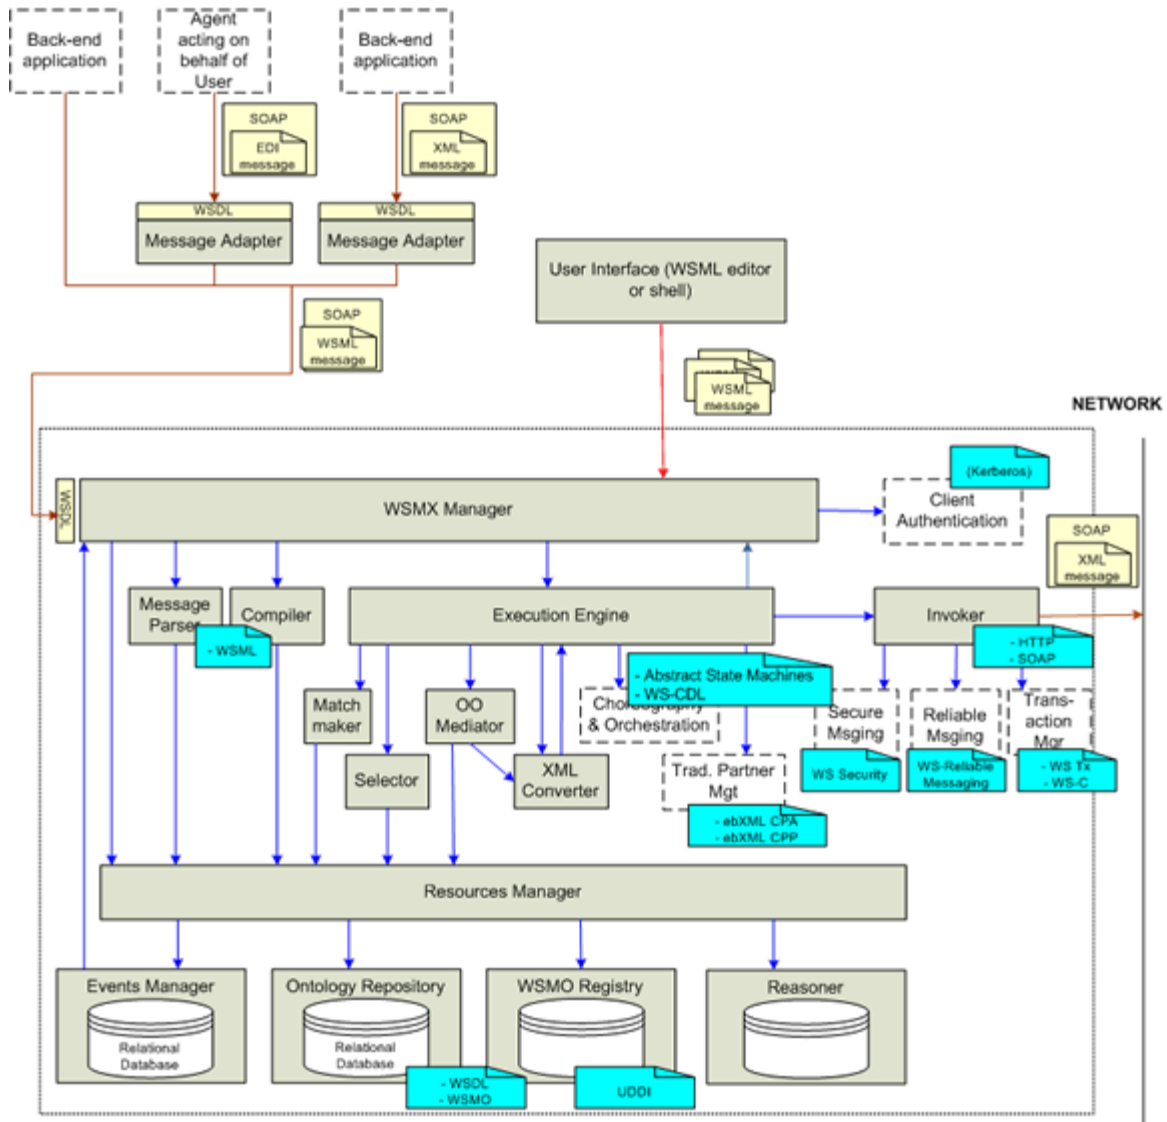 Back-end
application
Agent
acting on
behalf of
User
Back-end
application
SOAP
EDI
message
SOAP
XML
message
WSDL
Message Adapter
WSDL
Message Adapter
User Interface (WSML editor
or shell)
SOAP
WSML
message
WSML
message
NETWORK
WSDL
WSMX Manager
(Kerberos)
Client
Authentication
SOAP
XML
message
Message
Parser
- WSML
Compiler
Execution Engine
Invoker
- HTTP
- SOAP
- Abstract State Machines
- WS-CDL
Match
maker
OO
Mediator
& Orchestration
Secure
Msging
Reliable
Msging
Trans-
action
Mgr
Selector
XML
Converter
Trad. Partner
Mgt
WS Security
WS-Reliable
Messaging
- WS Tx
- WS-C
- ebXML CPA
- ebXML CPP
Resources Manager
Events Manager
Relational
Database
Ontology Repository
Relational
Database
- WSDL
- WSMO
WSMO Registry
UDDI
Reasoner